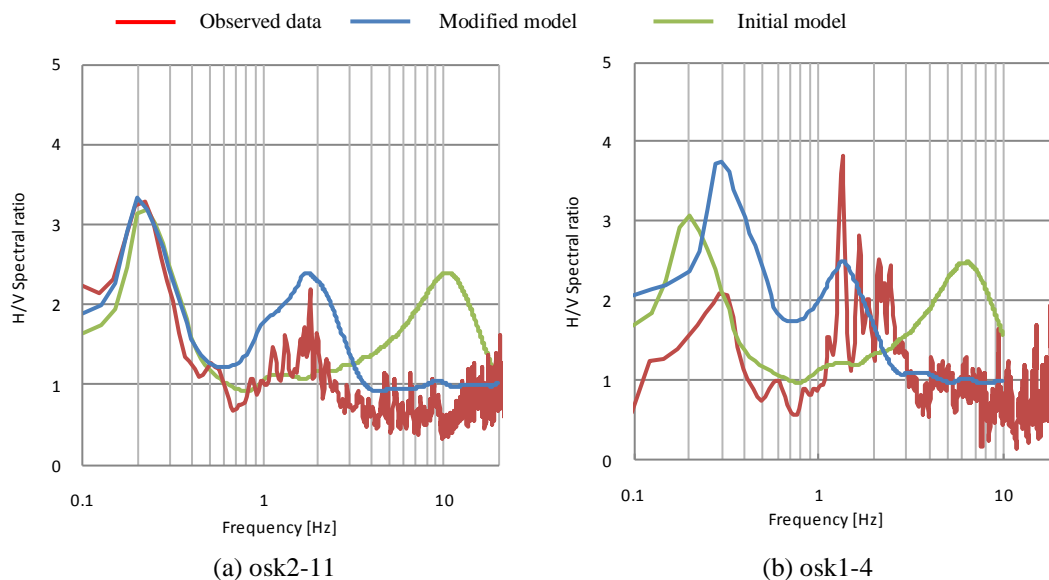 Observed data Modified model Initial model
5
4
3
2
1
0
0.1 1 10
H/V Spectral ratio
Frequency [Hz]
(a) osk2-11
5
4
3
2
1
0
0.1 1 10
H/V Spectral ratio
Frequency [Hz]
(b) osk1-4